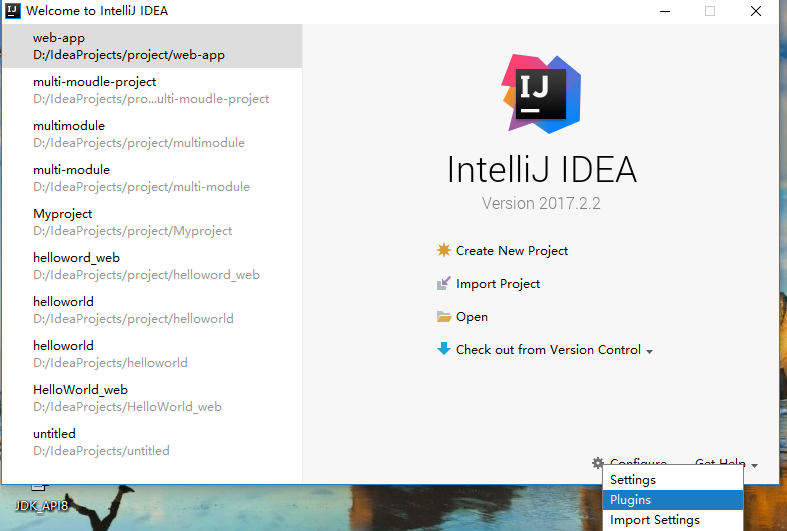 Welcome to IntelliJ IDEA
web-app
D:/IdeaProjects/project/web-app
multi-moudle-project
D:/IdeaProjects/pro...ulti-moudle-project
multimodule
D:/IdeaProjects/project/multimodule
multi-module
D:/IdeaProjects/project/multi-module
Myproject
D:/IdeaProjects/project/Myproject
helloword_web
D:/IdeaProjects/project/helloword_web
helloworld
D:/IdeaProjects/project/helloworld
helloworld
D:/IdeaProjects/helloworld
HelloWorld_web
D:/IdeaProjects/HelloWorld_web
untitled
D:/IdeaProjects/untitled
IJ
IntelliJ IDEA
Version 2017.2.2
Create New Project
Import Project
Open
Check out from Version Control
Configure Get Help
Settings
Plugins
Import Settings
JDK_API8